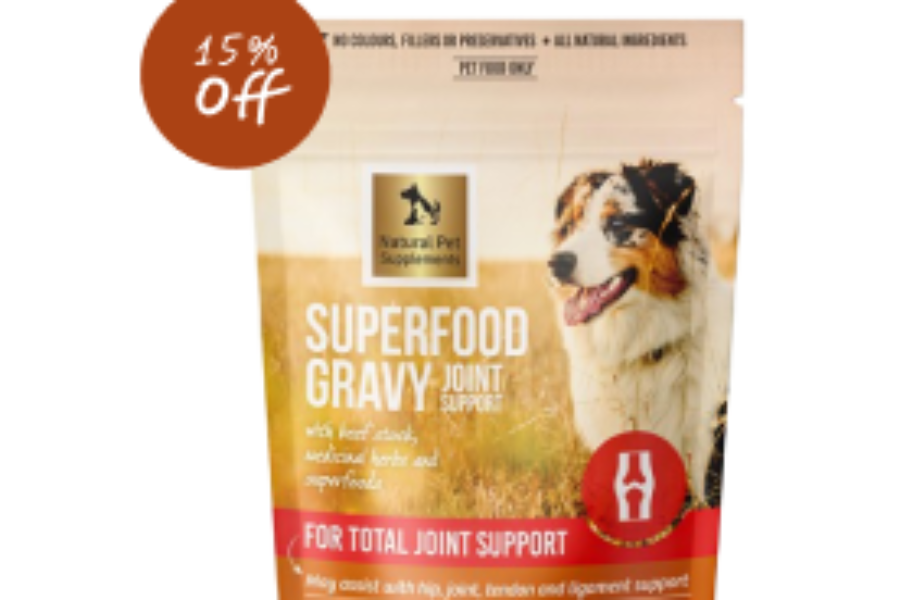 15%
Off
NO COLOURS, FILLERS OR PRESERVATIVES + ALL NATURAL INGREDIENTS
PET FOOD ONLY
Natural Pet
Supplements
SUPERFOOD
GRAVY JOINT
SUPPORT
with beef stock,
medicinal herbs and
superfoods
FOR TOTAL JOINT SUPPORT
May assist with hip, joint, tendon and ligament support